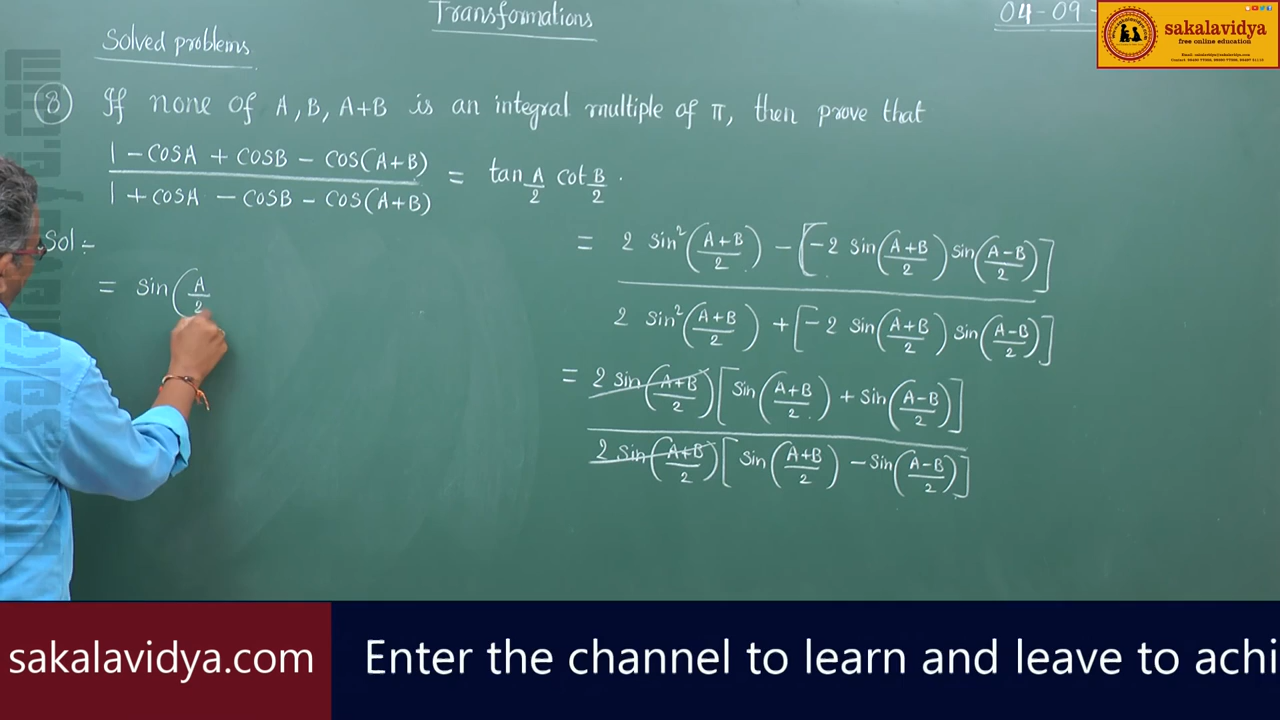 Transformations
04-09-
sakalavidya
free online education
Solved problems
⑧ If none of A, B, A+B is an integral multiple of π, then prove that
1 - cosA + cosB - cos(A+B) / 1 + cosA - cosB - cos(A+B) = tan A/2 cot B/2 .
Sol :-
= sin(A/2
= 2 sin²(A+B/2) - [-2 sin(A+B/2) sin(A-B/2)]
2 sin²(A+B/2) + [-2 sin(A+B/2) sin(A-B/2)]
= 2 sin(A+B/2) [sin(A+B/2) + sin(A-B/2)]
2 sin(A+B/2) [sin(A+B/2) - sin(A-B/2)]
sakalavidya.com
Enter the channel to learn and leave to achi